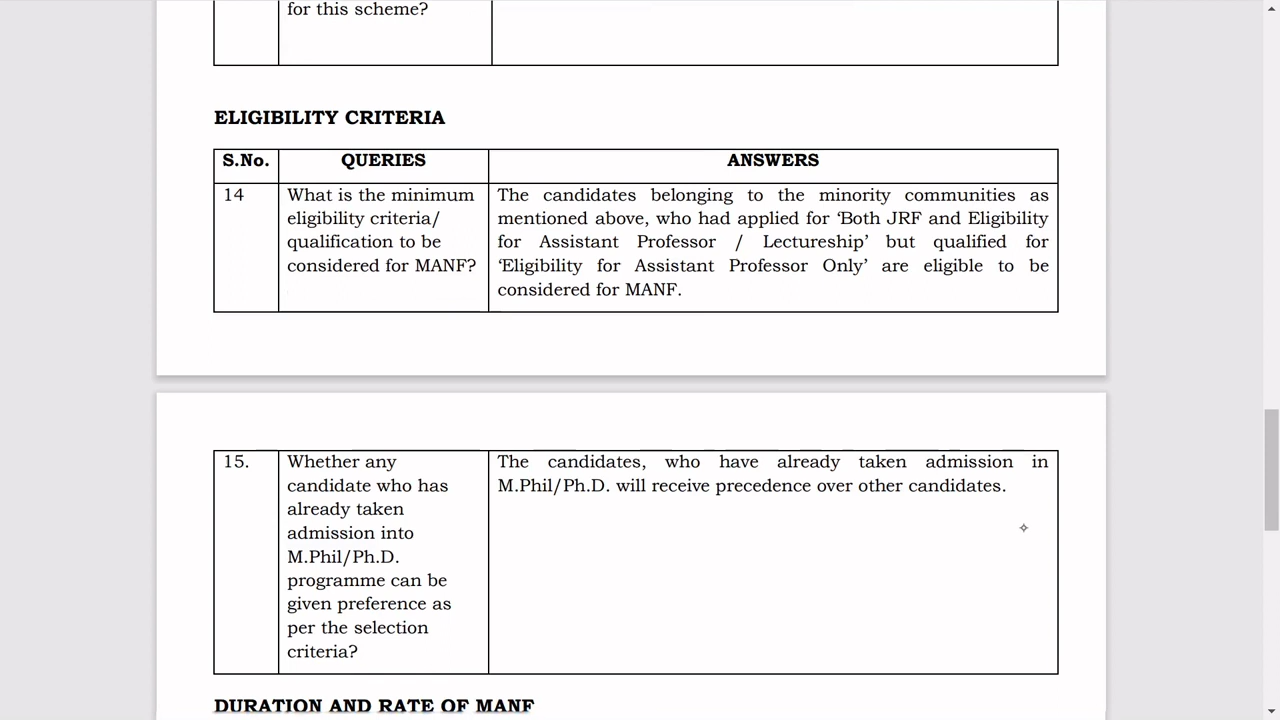 for this scheme?
ELIGIBILITY CRITERIA
S.No. QUERIES ANSWERS
14 What is the minimum
eligibility criteria/
qualification to be
considered for MANF?
The candidates belonging to the minority communities as
mentioned above, who had applied for ‘Both JRF and Eligibility
for Assistant Professor / Lectureship’ but qualified for
‘Eligibility for Assistant Professor Only’ are eligible to be
considered for MANF.
15. Whether any
candidate who has
already taken
admission into
M.Phil/Ph.D.
programme can be
given preference as
per the selection
criteria?
The candidates, who have already taken admission in
M.Phil/Ph.D. will receive precedence over other candidates.
DURATION AND RATE OF MANF